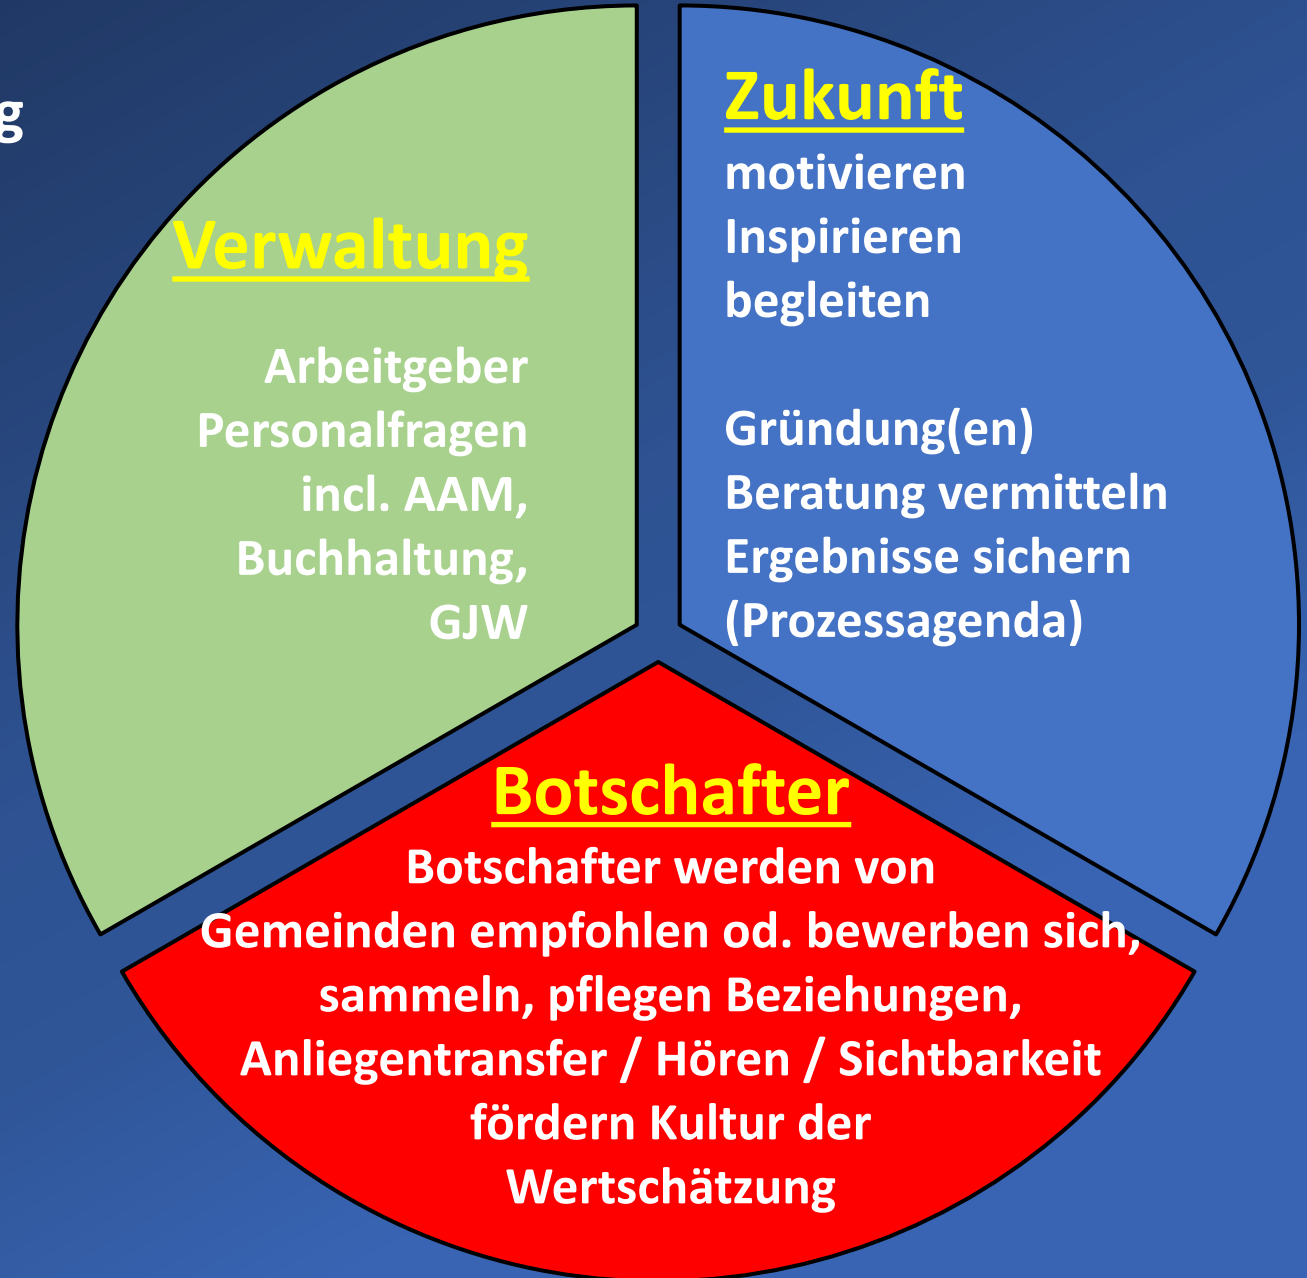 g
Verwaltung
Arbeitgeber
Personalfragen
incl. AAM,
Buchhaltung,
GJW
Zukunft
motivieren
Inspirieren
begleiten
Gründung(en)
Beratung vermitteln
Ergebnisse sichern
(Prozessagenda)
Botschafter
Botschafter werden von
Gemeinden empfohlen od. bewerben sich,
sammeln, pflegen Beziehungen,
Anliegentransfer / Hören / Sichtbarkeit
fördern Kultur der
Wertschätzung